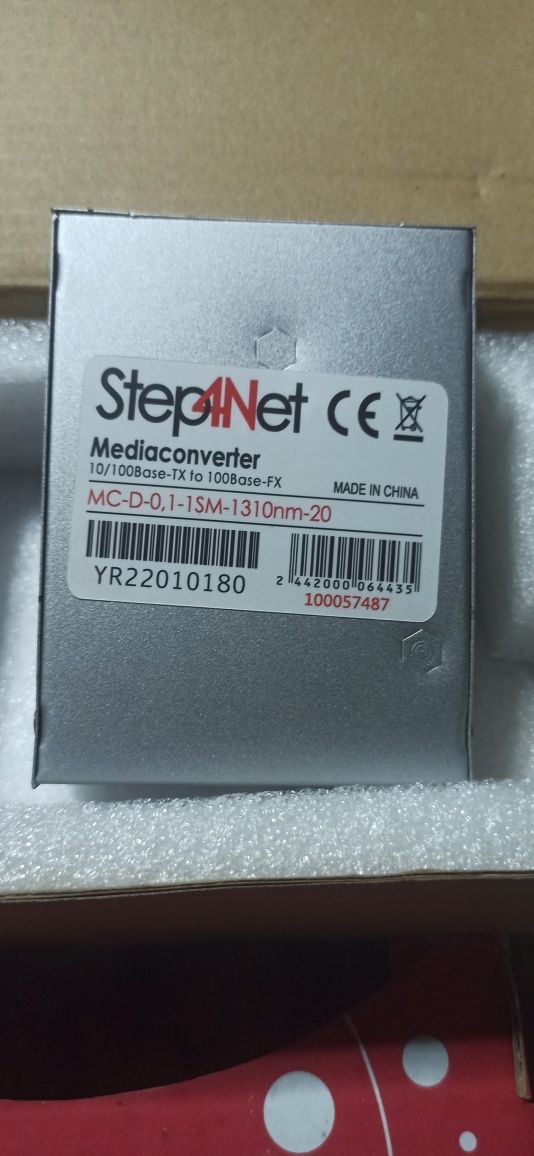 Step4Net CE
Mediaconverter
10/100Base-TX to 100Base-FX
MADE IN CHINA
MC-D-0,1-1SM-1310nm-20
YR22010180
2 442000 064435
100057487